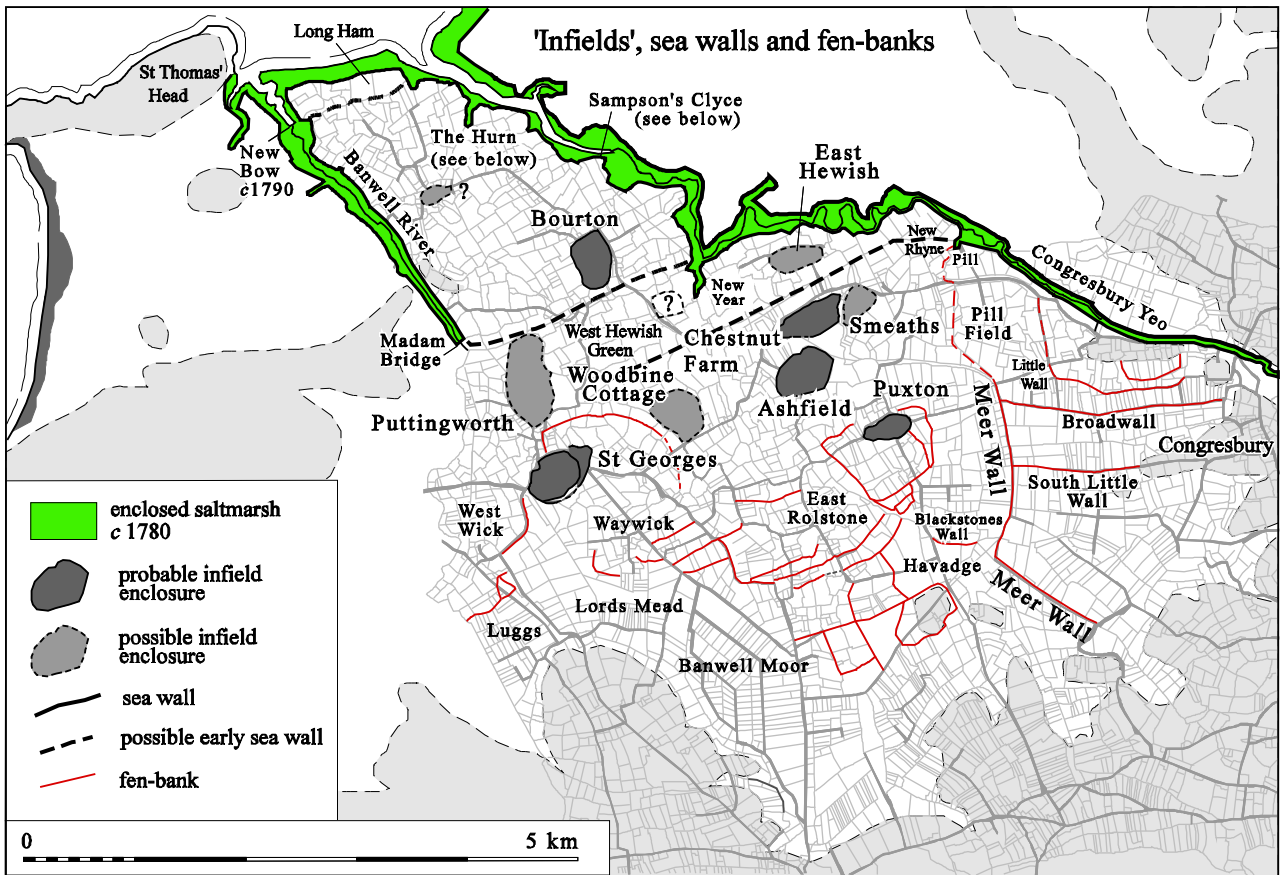 'Infields', sea walls and fen-banks
Long Ham
St Thomas'
Head
Sampson's Clyce
(see below)
The Hurn
(see below)
?
New
Bow
c1790
Banwell River
East
Hewish
Bourton
New
Rhyne
Pill
Congresbury Yeo
New
Year
?
West Hewish
Green
Chestnut
Farm
Smeaths
Pill
Field
Madam
Bridge
Woodbine
Cottage
Little
Wall
Puttingworth
Ashfield
Puxton
Meer Wall
Broadwall
Congresbury
St Georges
South Little
Wall
West
Wick
Waywick
East
Rolstone
Blackstones
Wall
Havadge
Meer Wall
Lords Mead
Luggs
Banwell Moor
enclosed saltmarsh
c 1780
probable infield
enclosure
possible infield
enclosure
sea wall
possible early sea wall
fen-bank
0
5 km